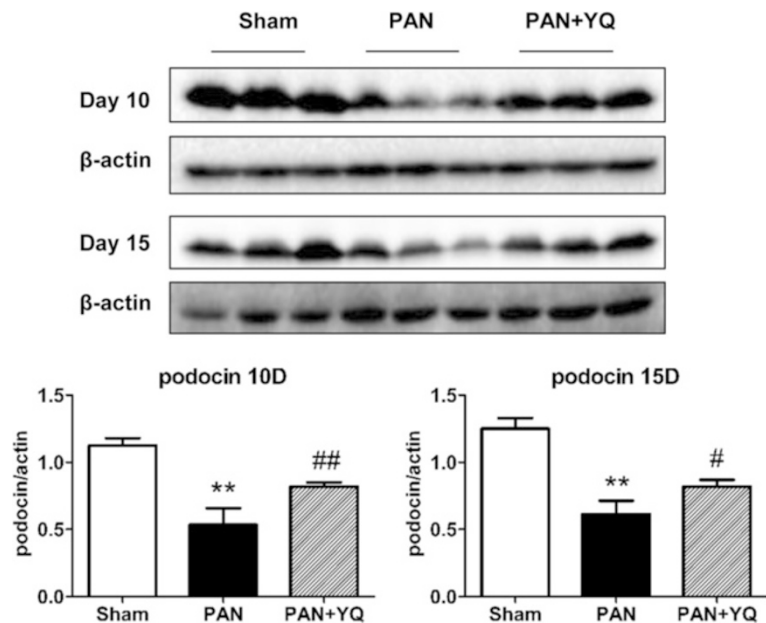 Sham PAN PAN+YQ
Day 10
β-actin
Day 15
β-actin
podocin 10D
podocin/actin
1.5
1.0
0.5
0.0
**
##
Sham PAN PAN+YQ
podocin 15D
podocin/actin
1.5
1.0
0.5
0.0
**
#
Sham PAN PAN+YQ